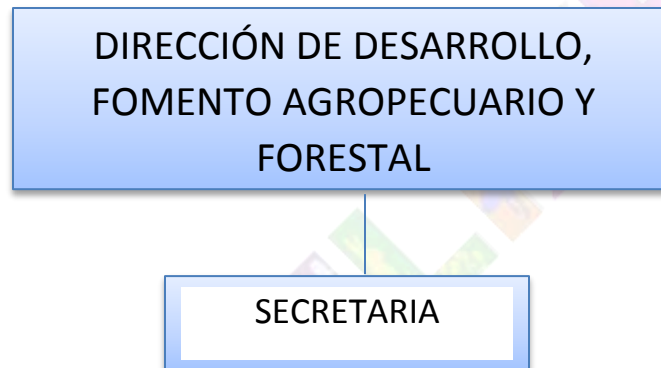 DIRECCIÓN DE DESARROLLO,
FOMENTO AGROPECUARIO Y
FORESTAL
SECRETARIA